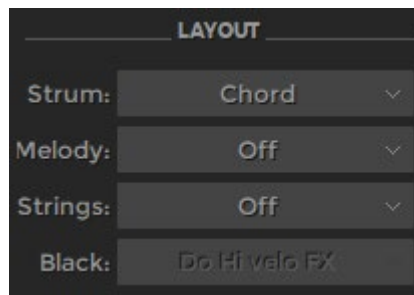 LAYOUT
Strum: Chord
Melody: Off
Strings: Off
Black: Do Hi velo FX